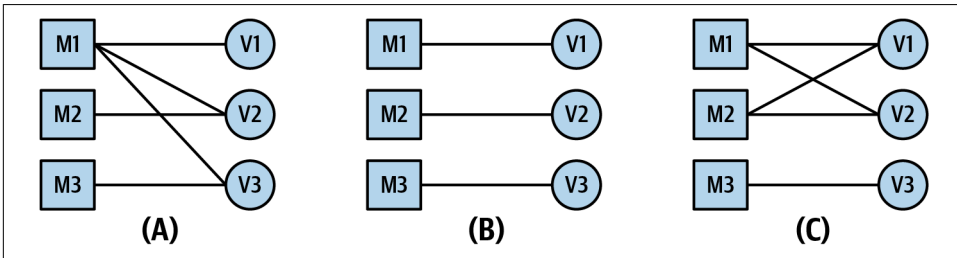 M1 V1 M1 V1 M1 V1
M2 V2 M2 V2 M2 V2
M3 V3 M3 V3 M3 V3
(A) (B) (C)